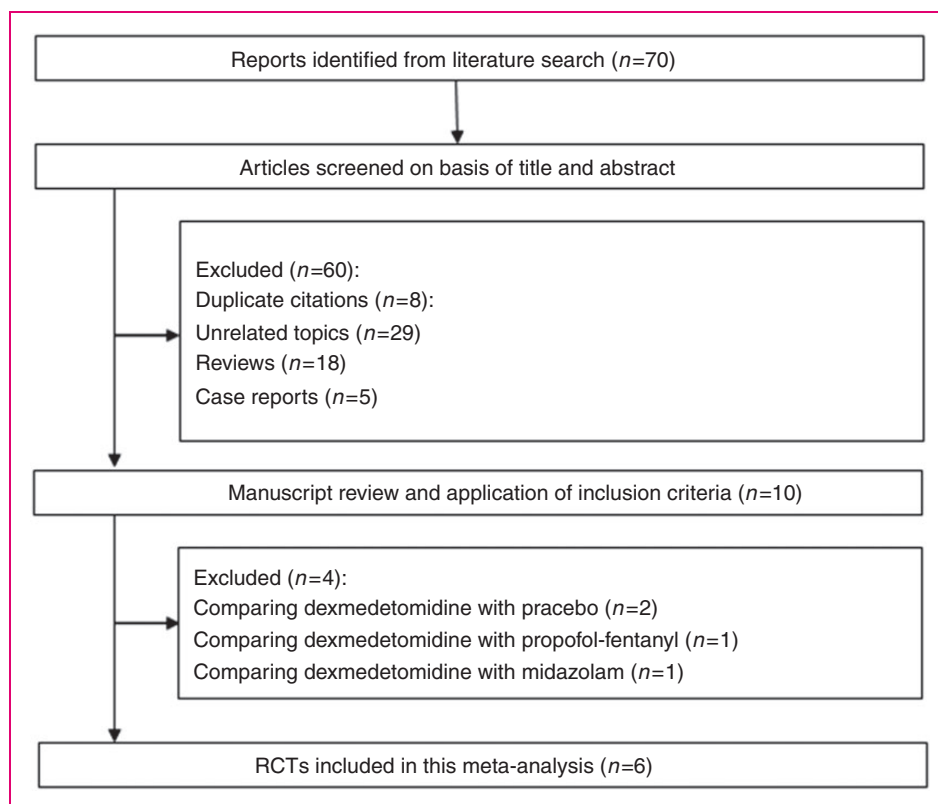 Reports identified from literature search (n=70)
Articles screened on basis of title and abstract
Excluded (n=60):
Duplicate citations (n=8):
Unrelated topics (n=29)
Reviews (n=18)
Case reports (n=5)
Manuscript review and application of inclusion criteria (n=10)
Excluded (n=4):
Comparing dexmedetomidine with pracebo (n=2)
Comparing dexmedetomidine with propofol-fentanyl (n=1)
Comparing dexmedetomidine with midazolam (n=1)
RCTs included in this meta-analysis (n=6)